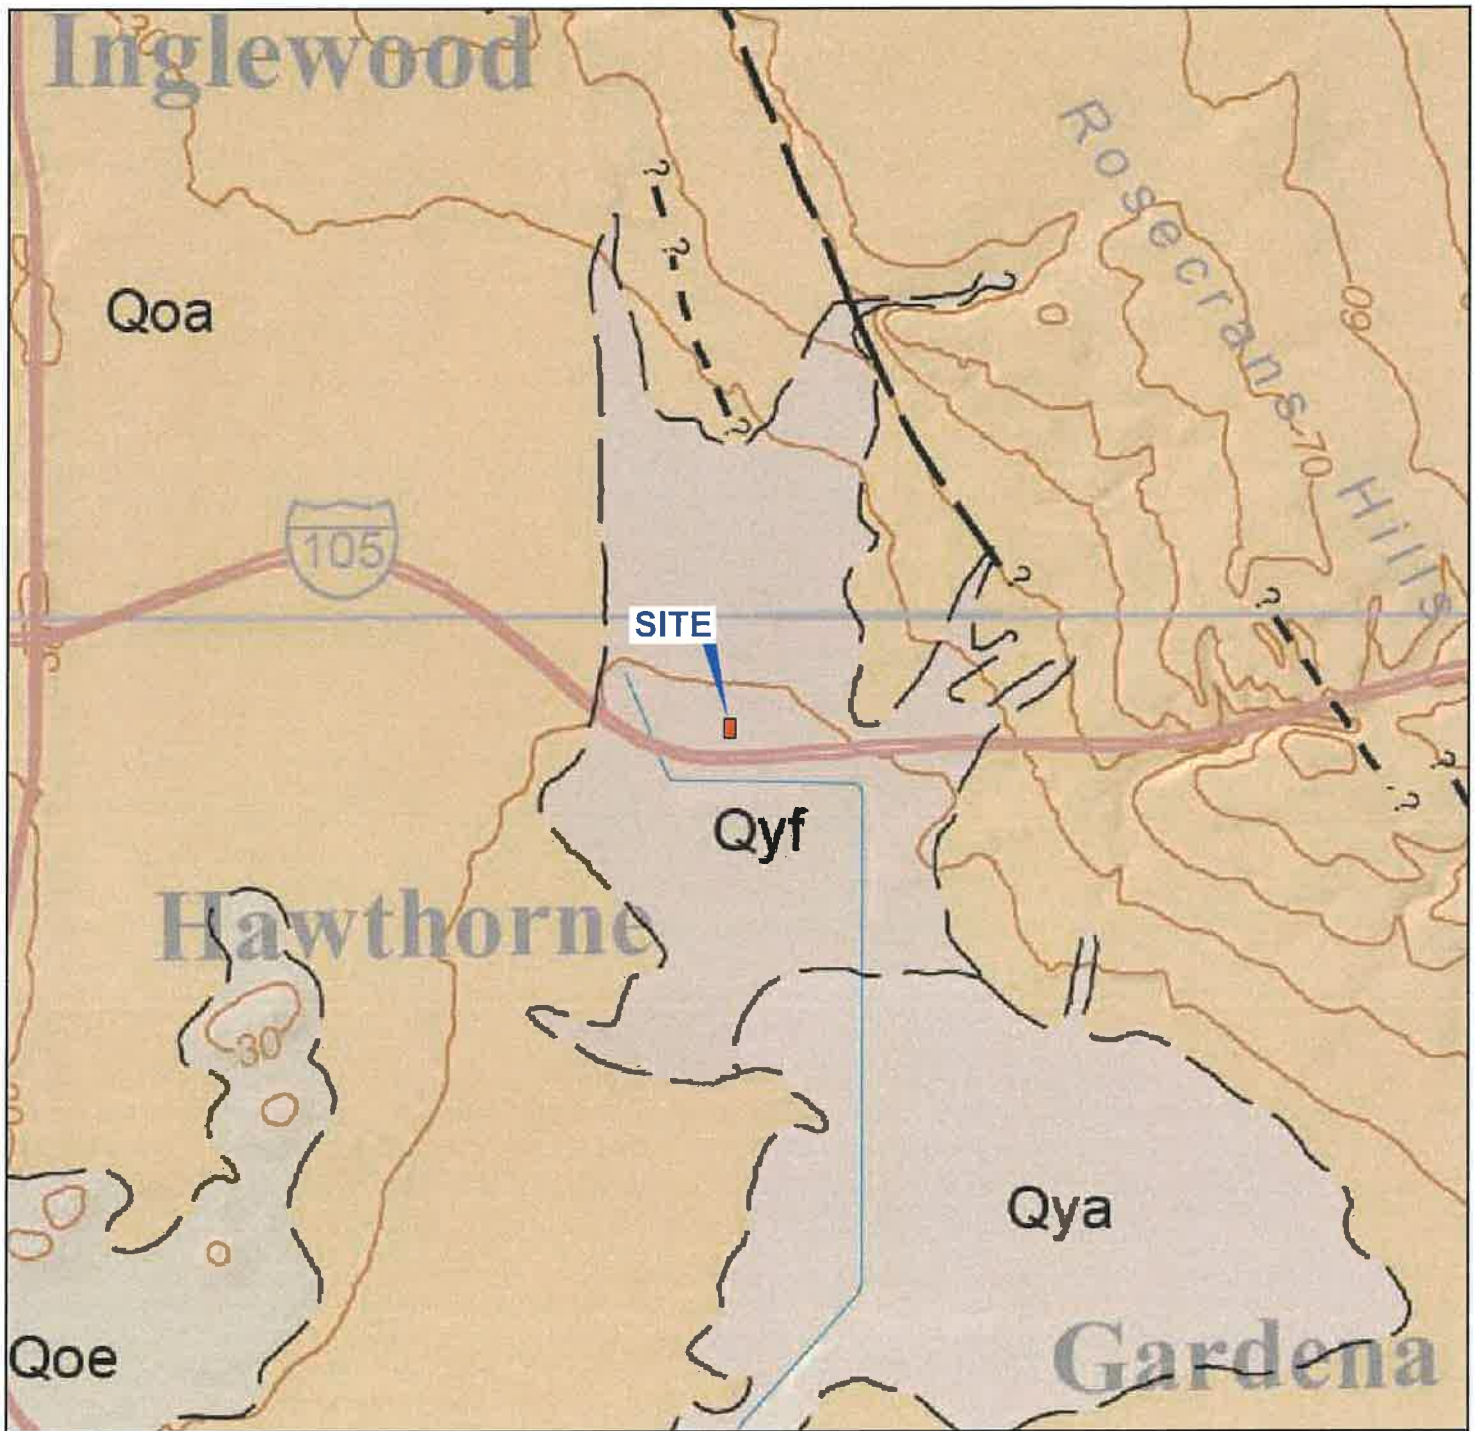 Inglewood
Rosecrans Hills
?
?
Qoa
60
?
70
105
?
?
SITE
Qyf
?
?
Hawthorne
30
Qya
Qoe
Gardena